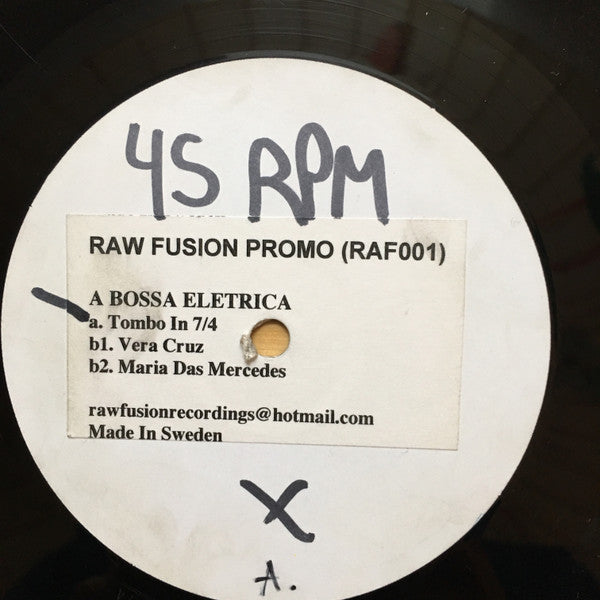 45 RPM
RAW FUSION PROMO (RAF001)
A BOSSA ELETRICA
a. Tombo In 7/4
b1. Vera Cruz
b2. Maria Das Mercedes
rawfusionrecordings@hotmail.com
Made In Sweden
X
A.